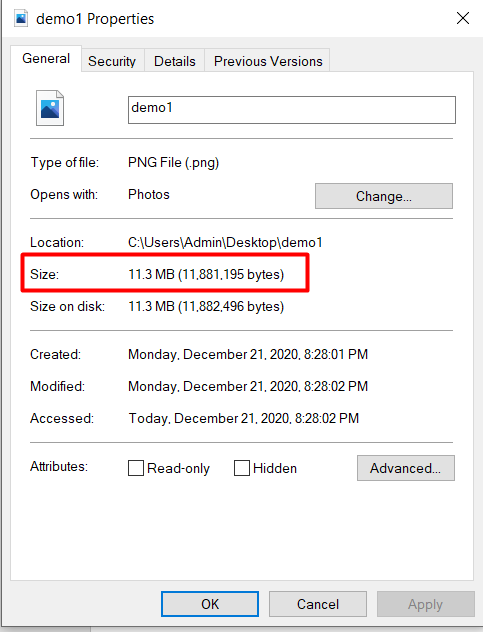 demo1 Properties
General Security Details Previous Versions
demo1
Type of file: PNG File (.png)
Opens with: Photos Change...
Location: C:\Users\Admin\Desktop\demo1
Size: 11.3 MB (11,881,195 bytes)
Size on disk: 11.3 MB (11,882,496 bytes)
Created: Monday, December 21, 2020, 8:28:01 PM
Modified: Monday, December 21, 2020, 8:28:02 PM
Accessed: Today, December 21, 2020, 8:28:02 PM
Attributes: Read-only Hidden Advanced...
OK Cancel Apply